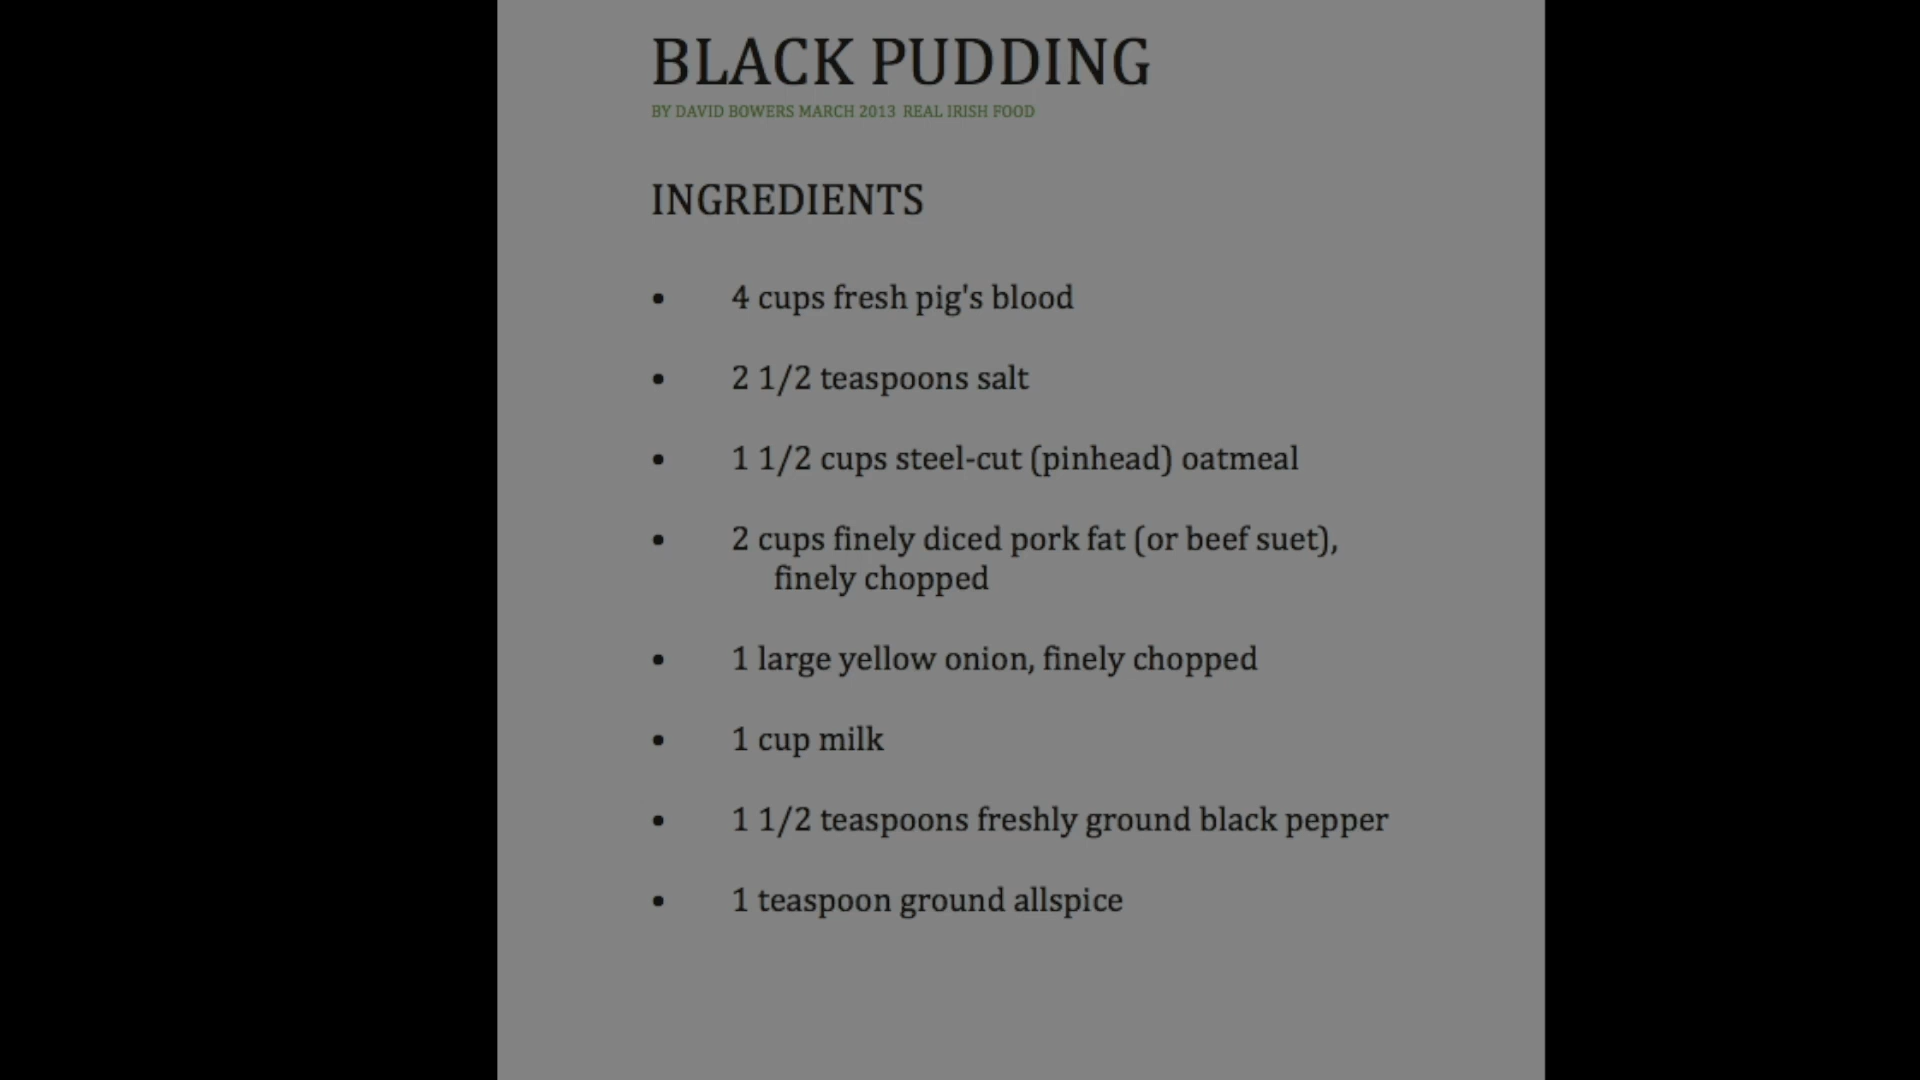 BLACK PUDDING
BY DAVID BOWERS MARCH 2013 REAL IRISH FOOD
INGREDIENTS
• 4 cups fresh pig's blood
• 2 1/2 teaspoons salt
• 1 1/2 cups steel-cut (pinhead) oatmeal
• 2 cups finely diced pork fat (or beef suet),
finely chopped
• 1 large yellow onion, finely chopped
• 1 cup milk
• 1 1/2 teaspoons freshly ground black pepper
• 1 teaspoon ground allspice